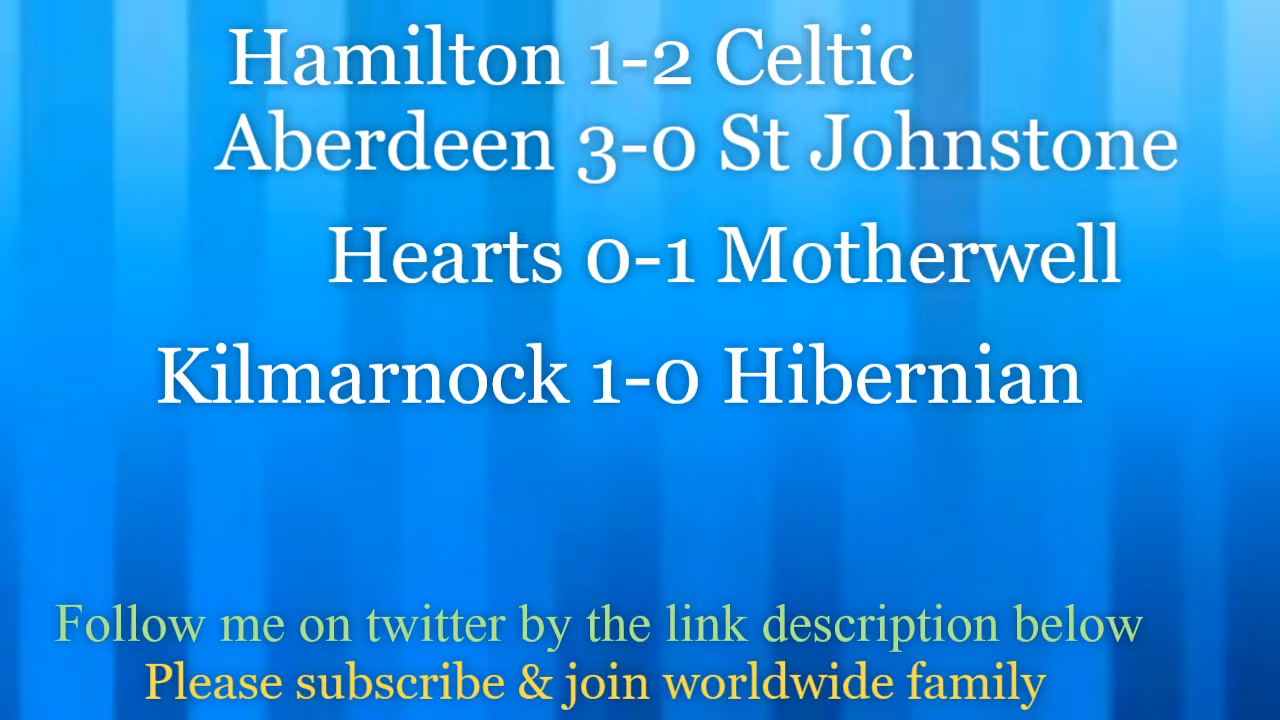 Hamilton 1-2 Celtic
Aberdeen 3-0 St Johnstone
Hearts 0-1 Motherwell
Kilmarnock 1-0 Hibernian
Follow me on twitter by the link description below
Please subscribe & join worldwide family